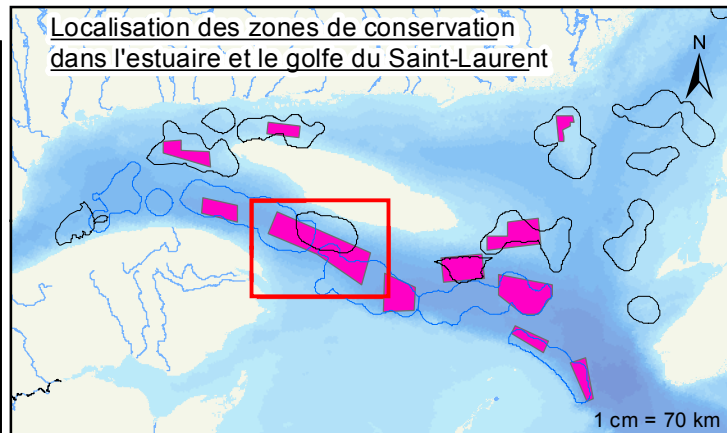 Localisation des zones de conservation
dans l'estuaire et le golfe du Saint-Laurent
N
1 cm = 70 km